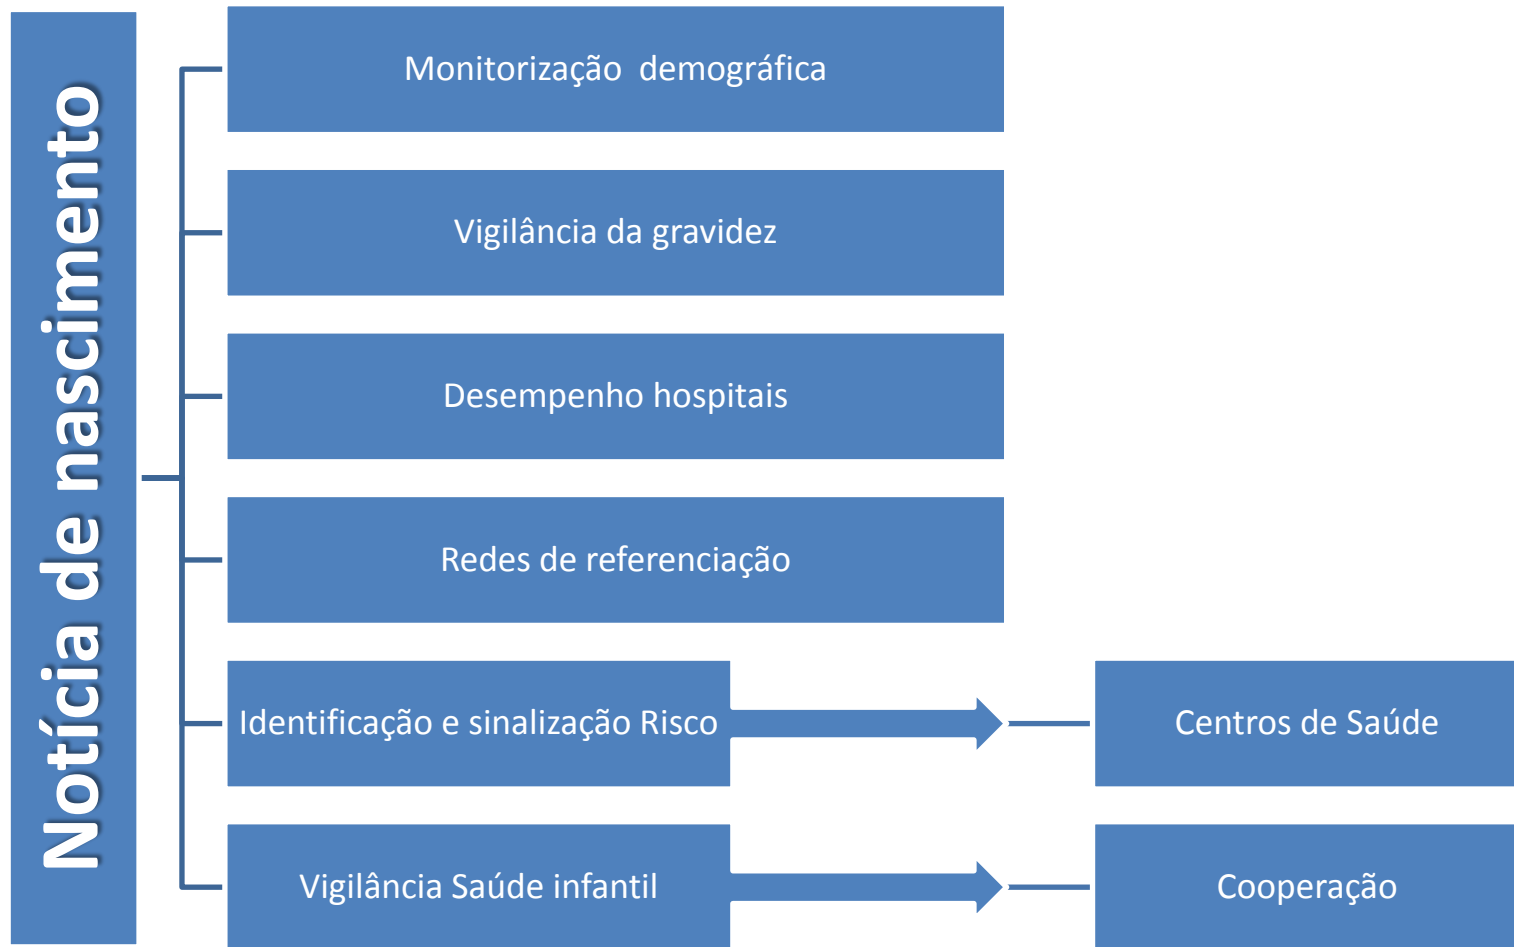 Notícia de nascimento
Monitorização demográfica
Vigilância da gravidez
Desempenho hospitais
Redes de referenciação
Identificação e sinalização Risco
Centros de Saúde
Vigilância Saúde infantil
Cooperação